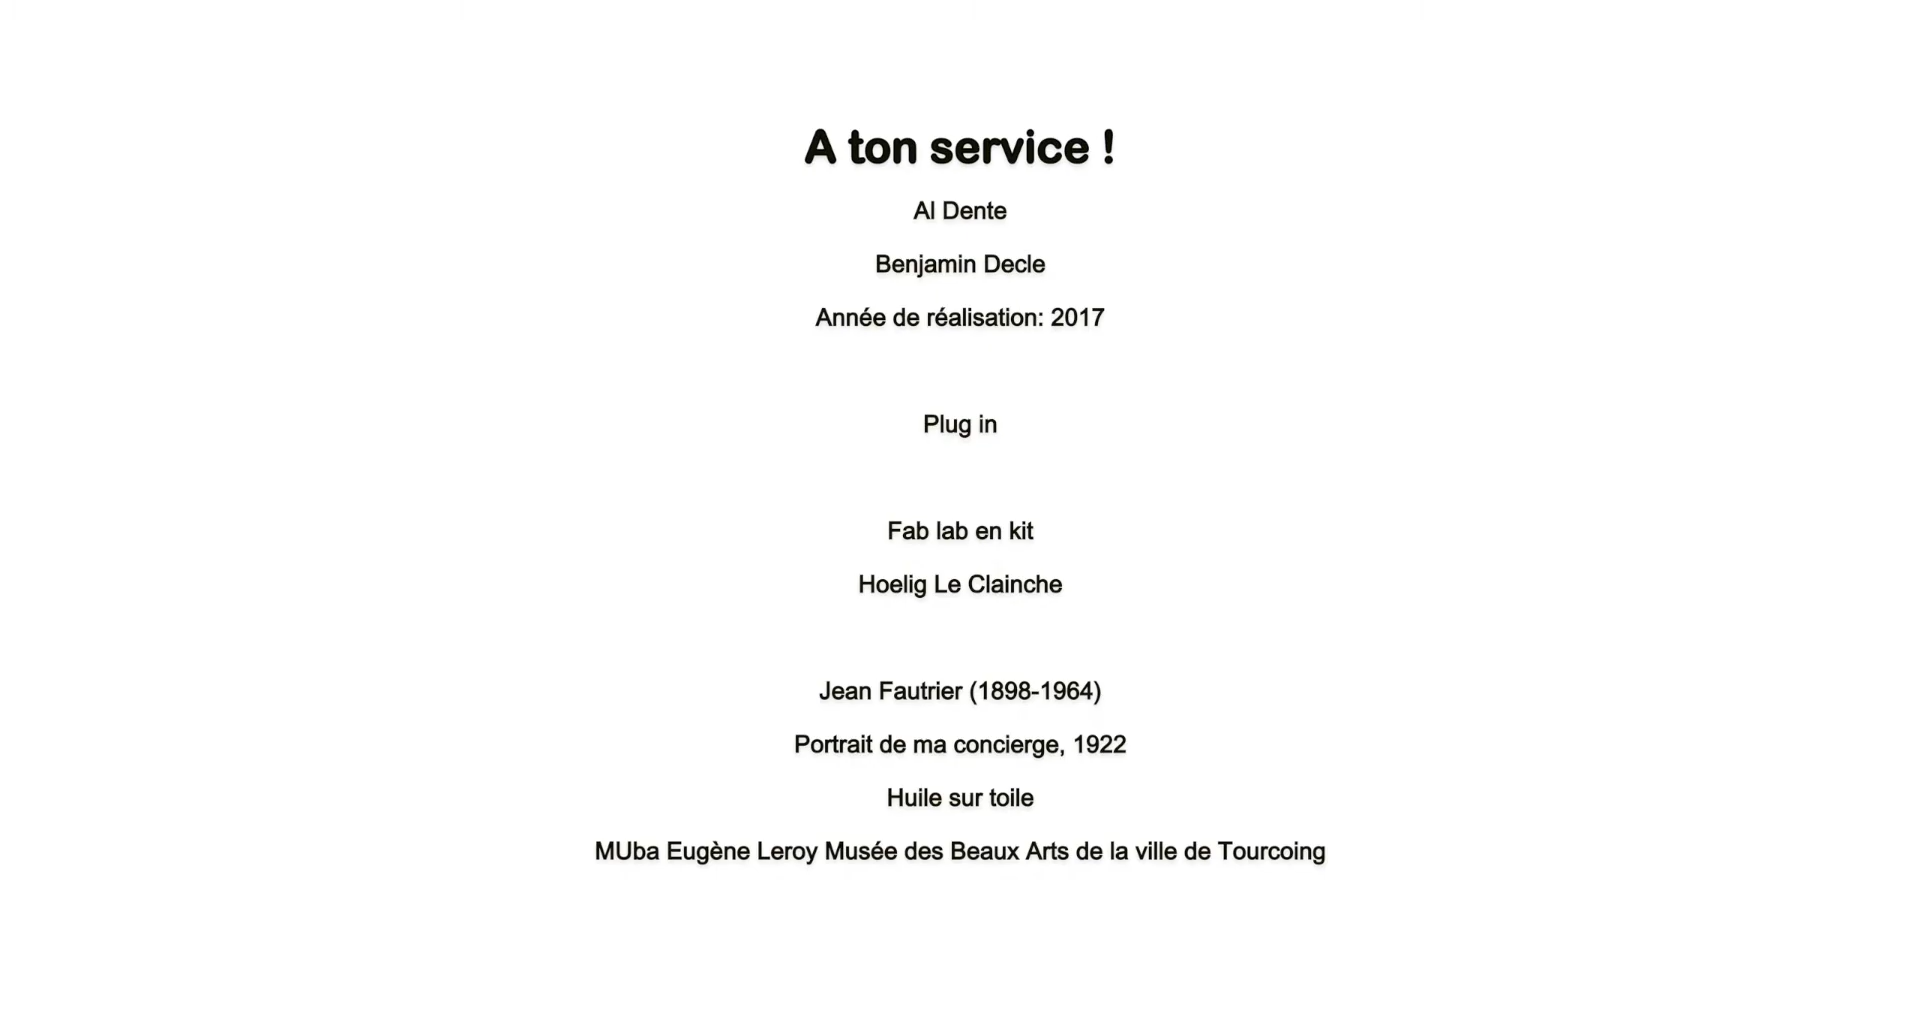 A ton service !
Al Dente
Benjamin Decle
Année de réalisation: 2017
Plug in
Fab lab en kit
Hoelig Le Clainche
Jean Fautrier (1898-1964)
Portrait de ma concierge, 1922
Huile sur toile
MUba Eugène Leroy Musée des Beaux Arts de la ville de Tourcoing